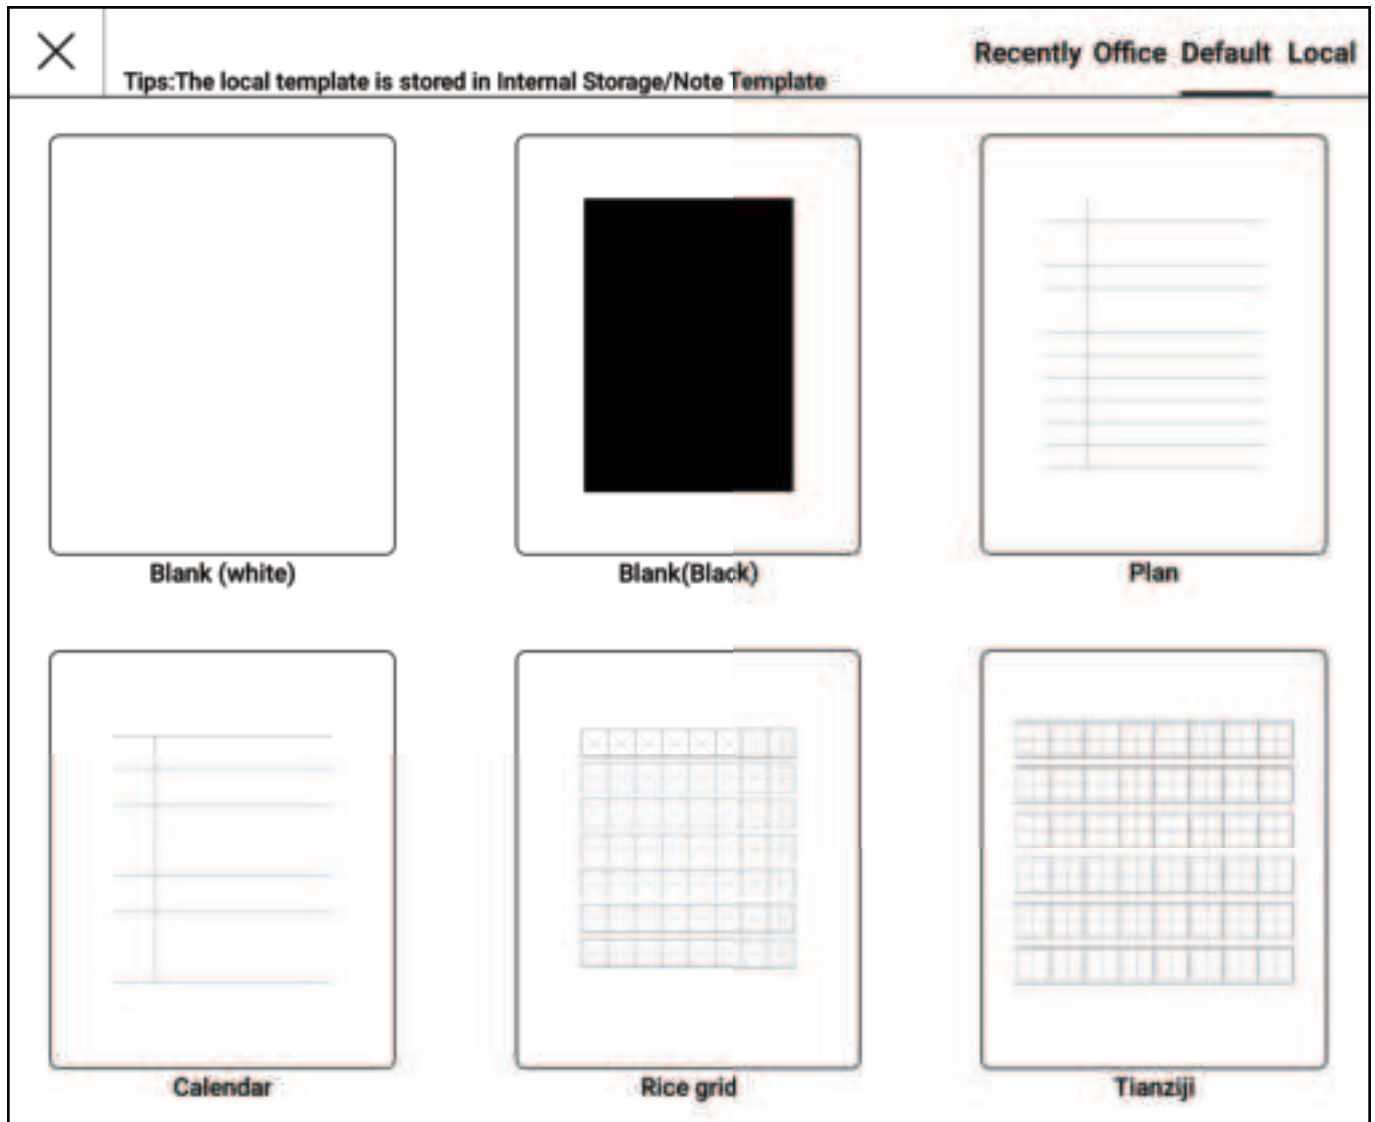 Recently Office Default Local
Tips:The local template is stored in Internal Storage/Note Template
Blank (white)
Blank(Black)
Plan
Calendar
Rice grid
Tianziji